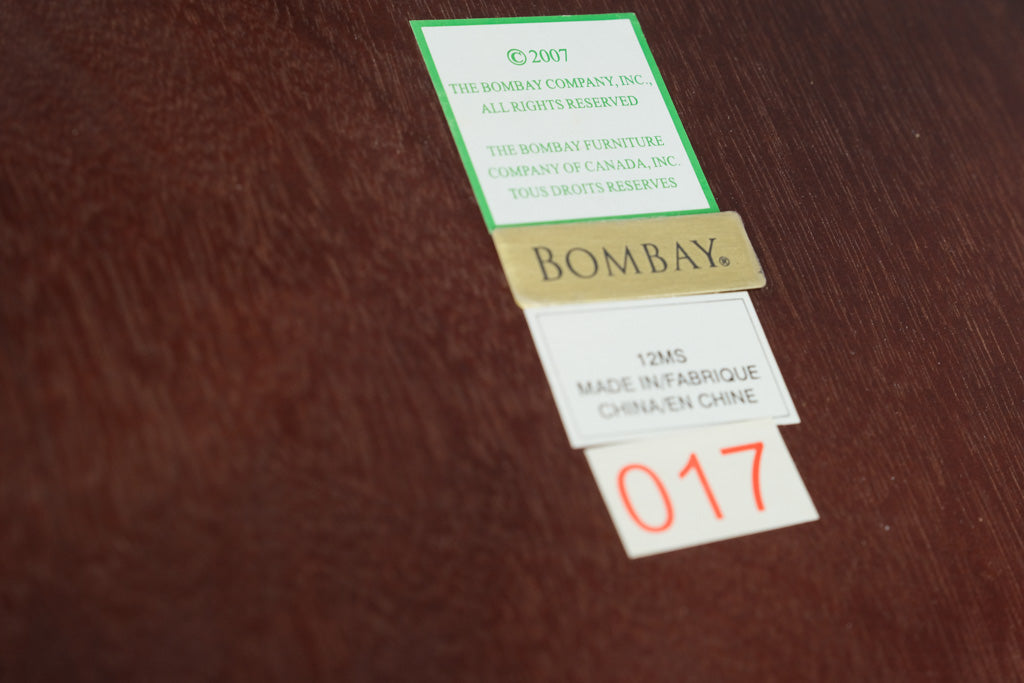 © 2007
THE BOMBAY COMPANY, INC.,
ALL RIGHTS RESERVED
THE BOMBAY FURNITURE
COMPANY OF CANADA, INC.
TOUS DROITS RESERVES
BOMBAY®
12MS
MADE IN/FABRIQUE
CHINA/EN CHINE
017